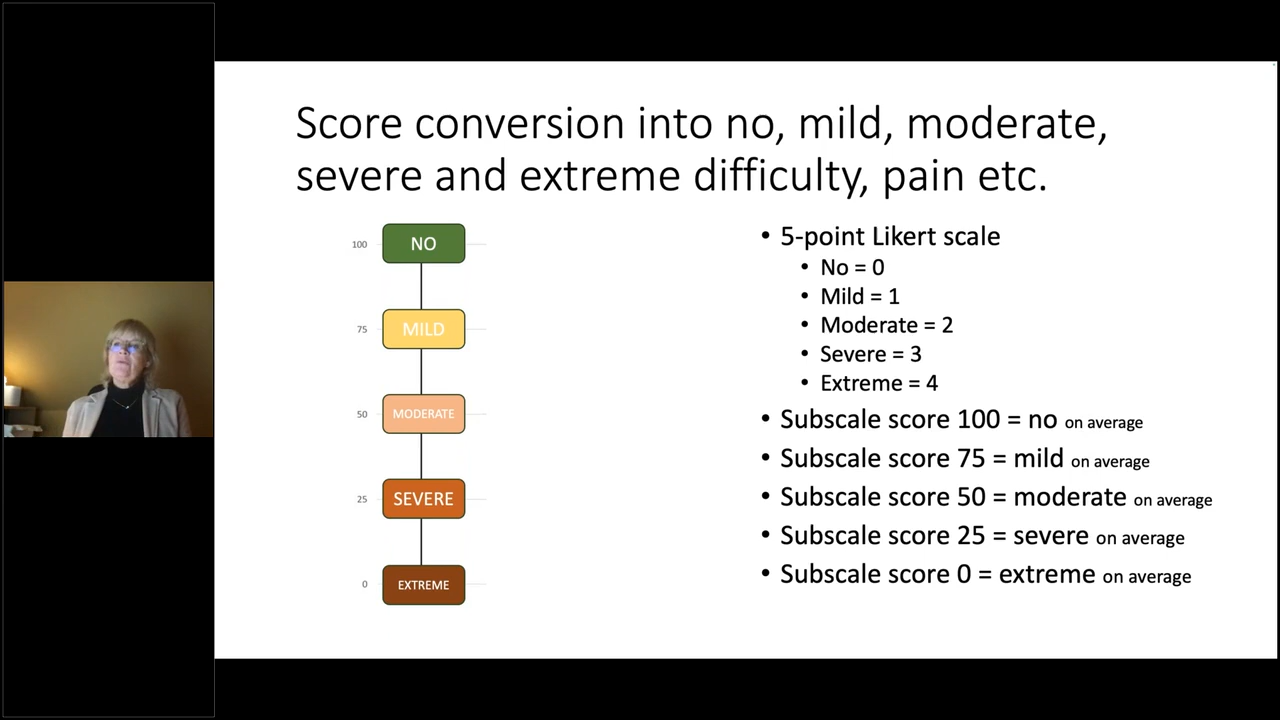 Score conversion into no, mild, moderate,
severe and extreme difficulty, pain etc.
100 NO
75 MILD
50 MODERATE
25 SEVERE
0 EXTREME
• 5-point Likert scale
• No = 0
• Mild = 1
• Moderate = 2
• Severe = 3
• Extreme = 4
• Subscale score 100 = no on average
• Subscale score 75 = mild on average
• Subscale score 50 = moderate on average
• Subscale score 25 = severe on average
• Subscale score 0 = extreme on average